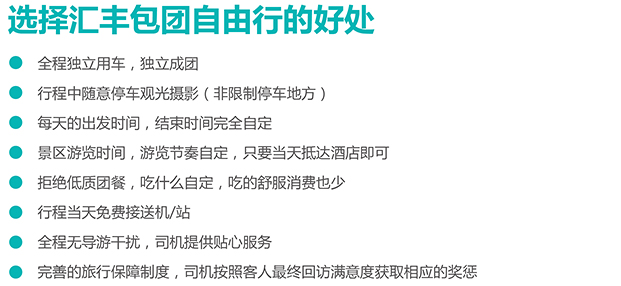 选择汇丰包团自由行的好处
全程独立用车，独立成团
行程中随意停车观光摄影（非限制停车地方）
每天的出发时间，结束时间完全自定
景区游览时间，游览节奏自定，只要当天抵达酒店即可
拒绝低质团餐，吃什么自定，吃的舒服消费也少
行程当天免费接送机/站
全程无导游干扰，司机提供贴心服务
完善的旅行保障制度，司机按照客人最终回访满意度获取相应的奖惩